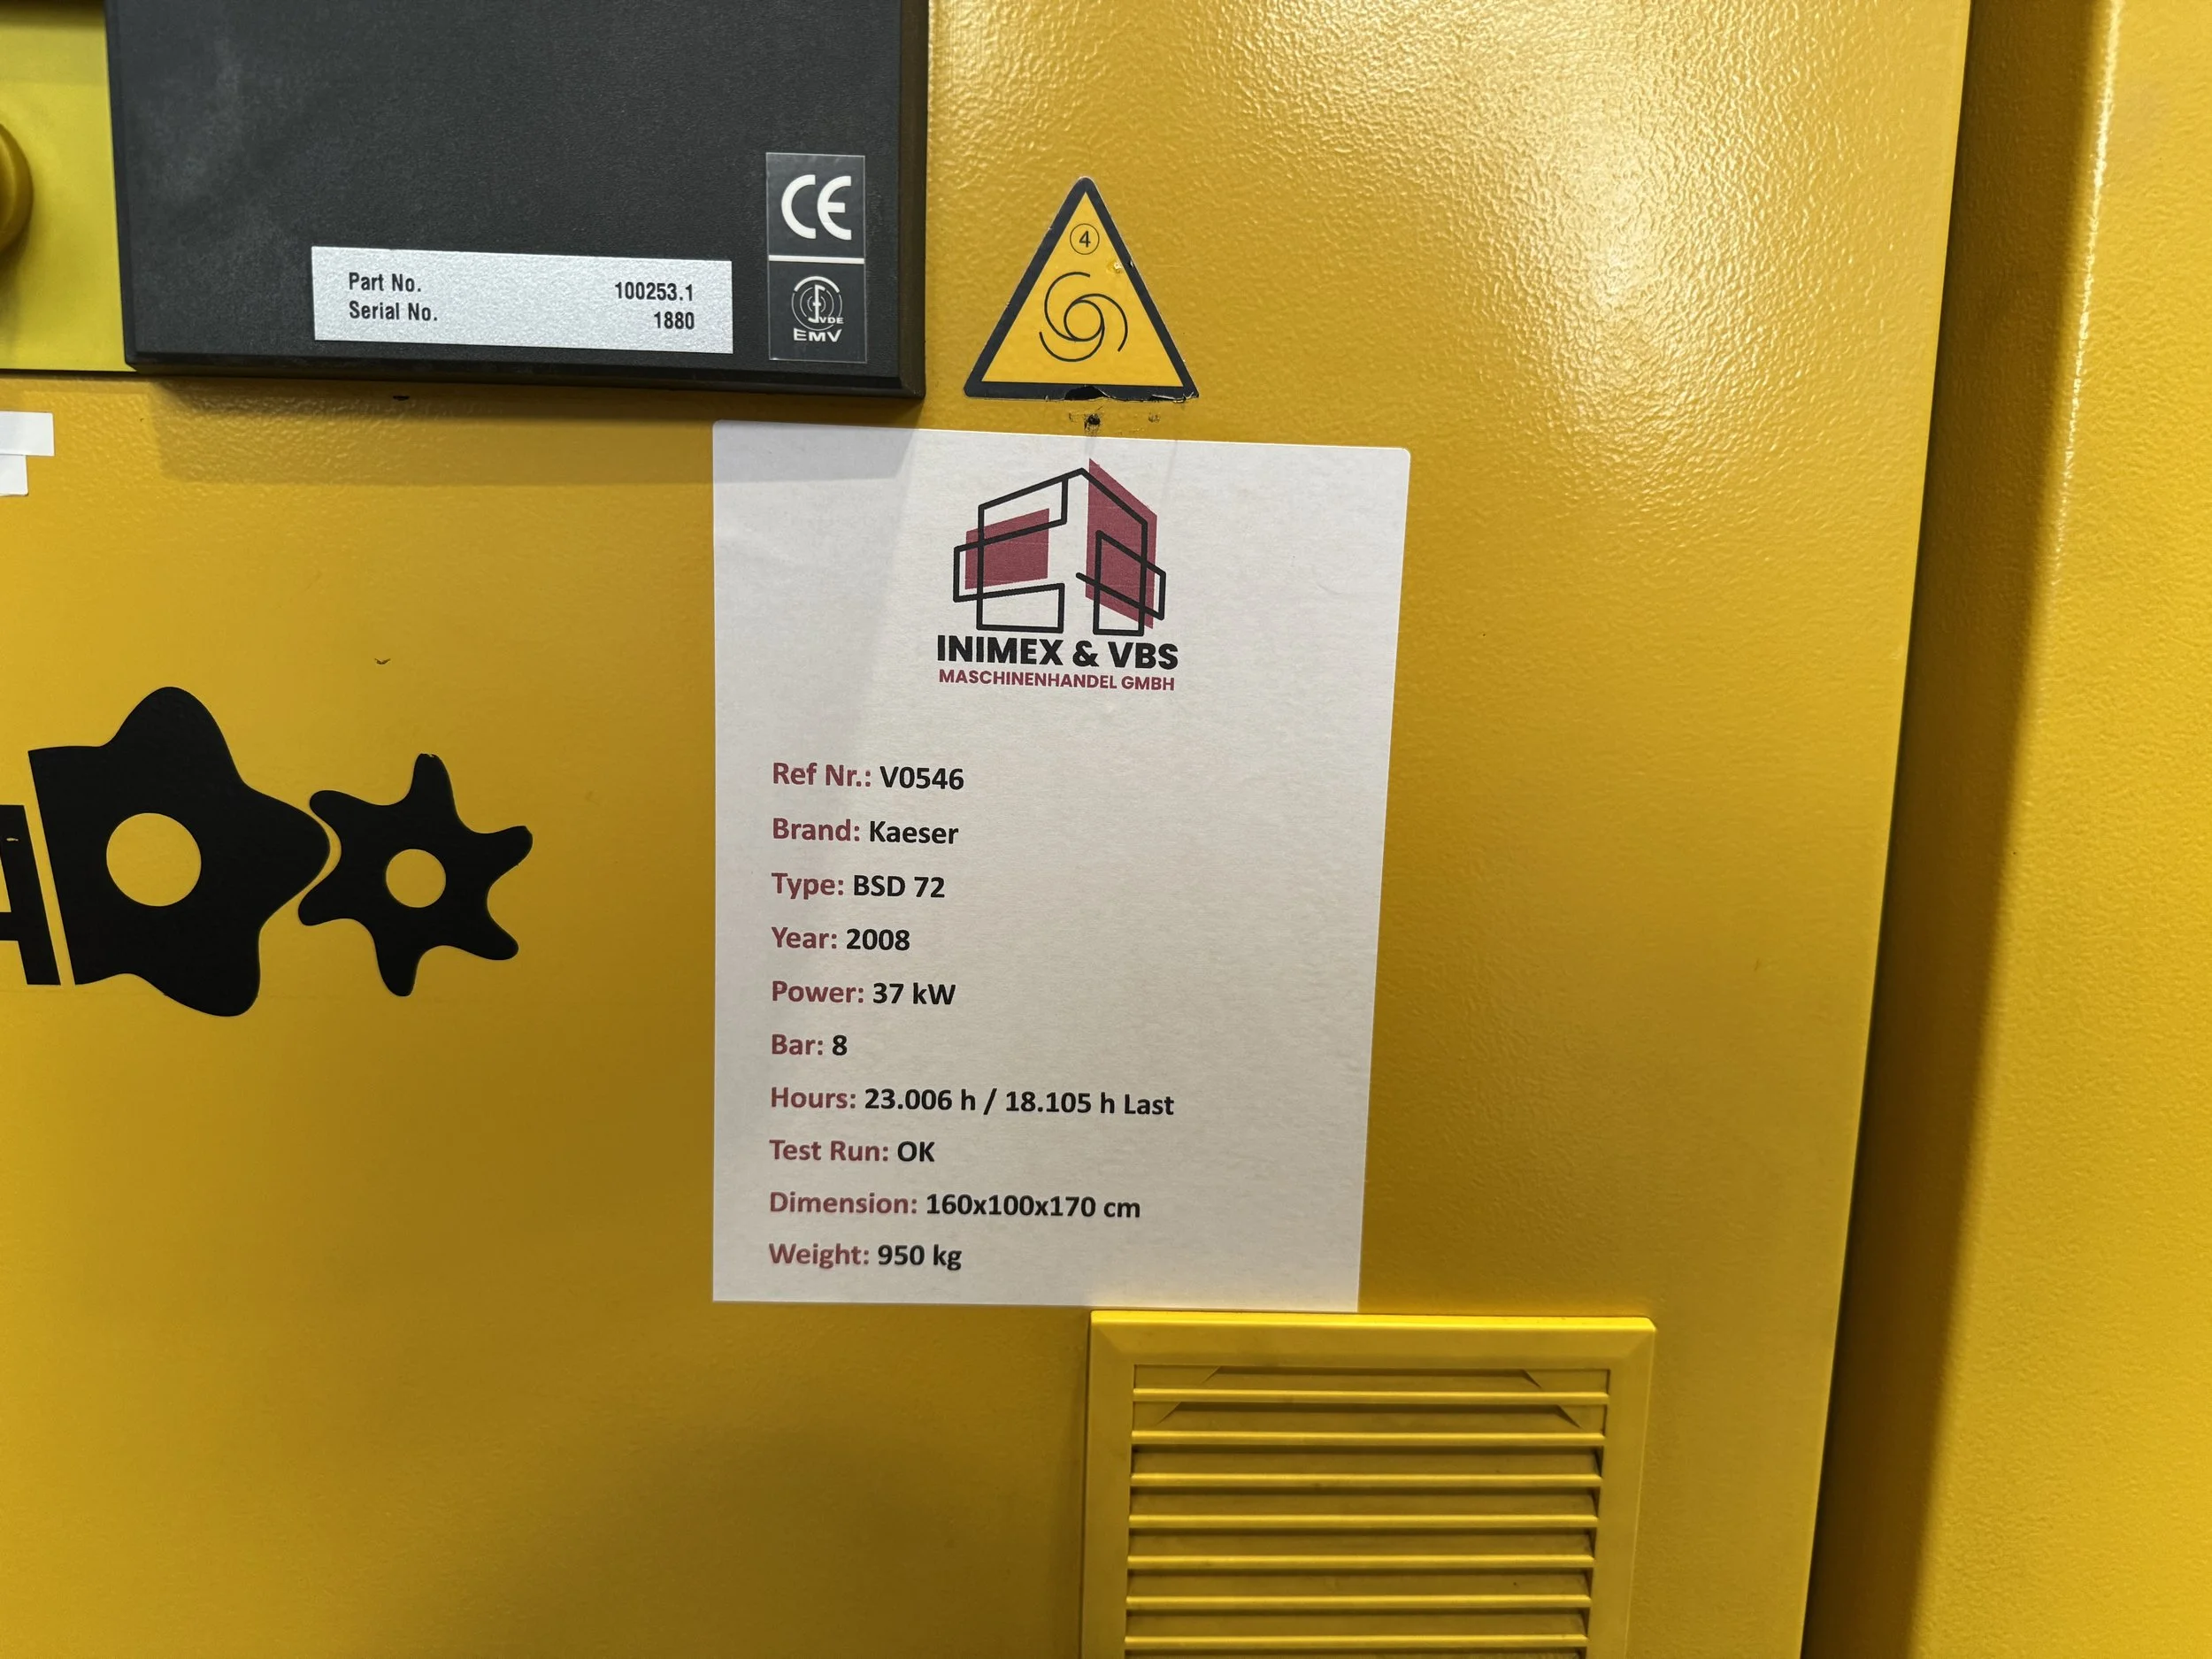 CE
Part No. 100253.1
Serial No. 1880
VDE
EMV
4
INIMEX & VBS
MASCHINENHANDEL GMBH
Ref Nr.: V0546
Brand: Kaeser
Type: BSD 72
Year: 2008
Power: 37 kW
Bar: 8
Hours: 23.006 h / 18.105 h Last
Test Run: OK
Dimension: 160x100x170 cm
Weight: 950 kg